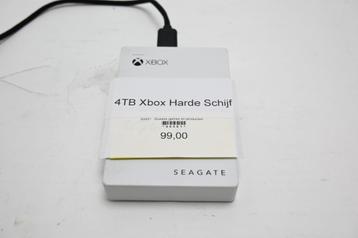 XBOX
4TB Xbox Harde Schijf
99,00
SEAGATE